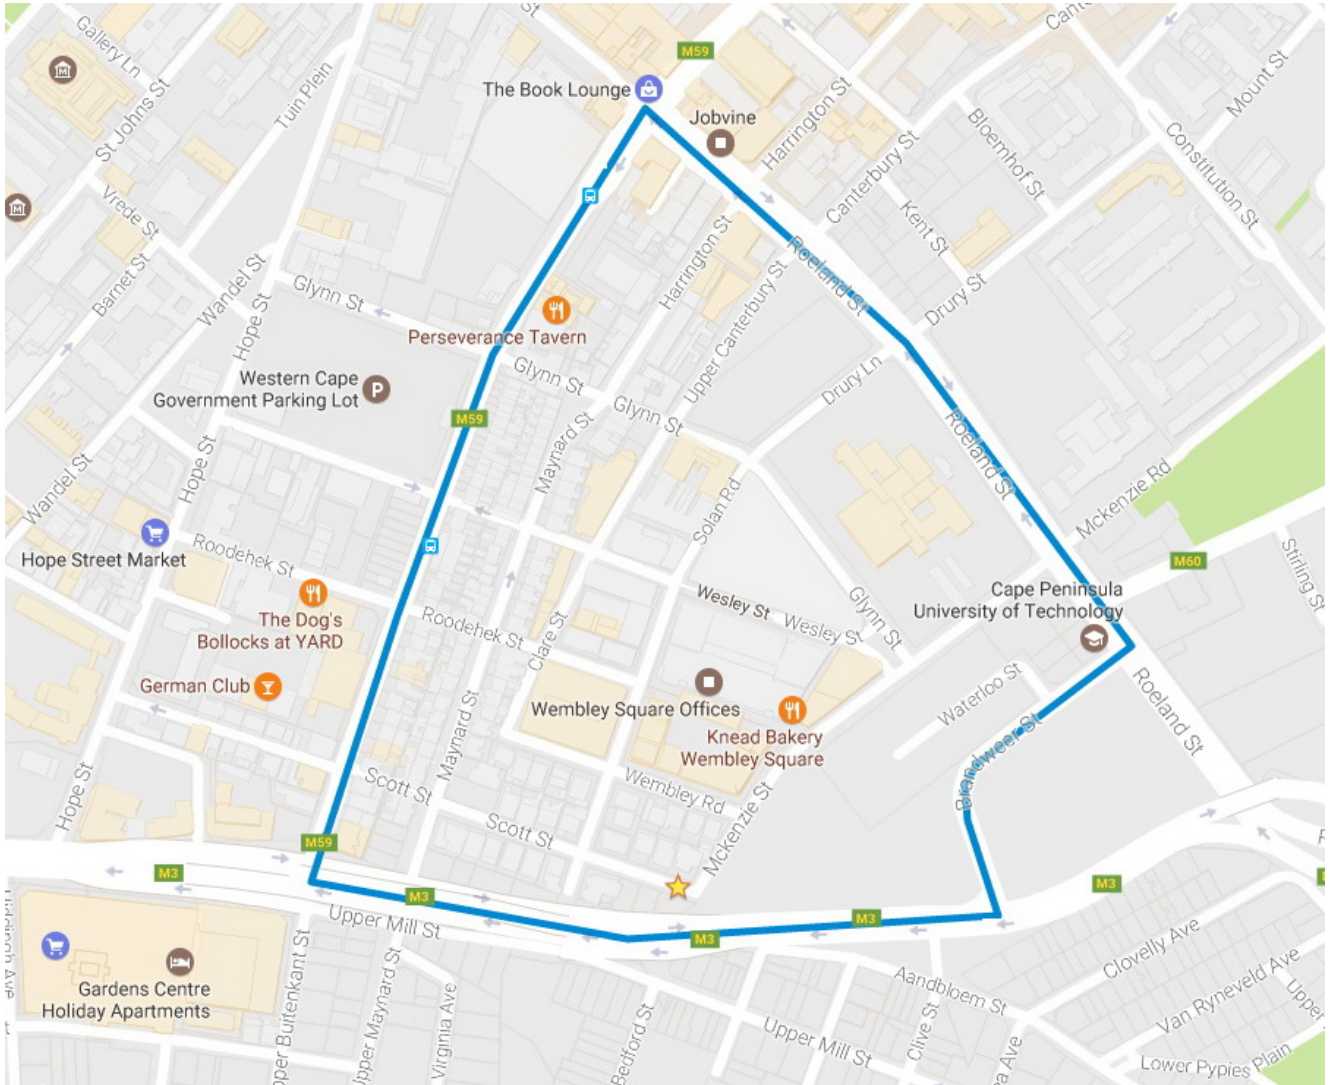 Gallery Ln
St Johns St
Tuin Plein
M59
Canterbury St
Mount St
The Book Lounge
Jobvine
Harrington St
Bloemhof St
Constitution St
Canterbury St
Kent St
Vrede St
Barnet St
Wandel St
Glynn St
Hope St
Harrington St
Roeland St
Drury St
Perseverance Tavern
Upper Canterbury St
Glynn St
Glynn St
Drury Ln
Western Cape
Government Parking Lot
P
M59
Maynard St
Roeland St
Wandel St
Hope St
Solan Rd
Mckenzie Rd
Hope Street Market
Roodehek St
M60
Stirling St
The Dog's
Bollocks at YARD
Roodehek St
Clare St
Wesley St
Wesley St
Glynn St
Cape Peninsula
University of Technology
German Club
Wembley Square Offices
Waterloo St
Roeland St
Knead Bakery
Wembley Square
Maynard St
Brandweer St
Hope St
Scott St
Wembley Rd
Scott St
Mckenzie St
M59
M3
M3
M3
M3
M3
Upper Mill St
Gardens Centre
Holiday Apartments
Upper Maynard St
Virginia Ave
Bedford St
Upper Mill St
Aandbloem St
Clive St
Clovelly Ave
Van Ryneveld Ave
Upper
Lower Pypies Plain